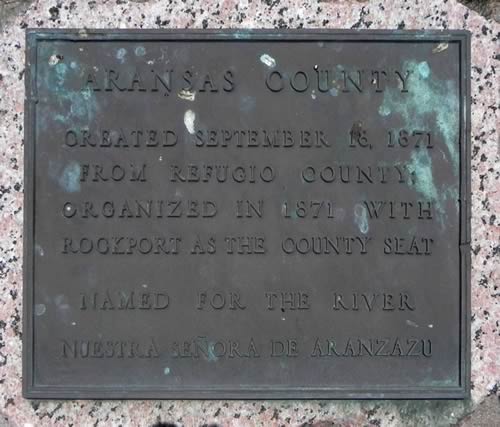 ARANSAS COUNTY
CREATED SEPTEMBER 18, 1871
FROM REFUGIO COUNTY;
ORGANIZED IN 1871 WITH
ROCKPORT AS THE COUNTY SEAT
NAMED FOR THE RIVER
NUESTRA SEÑORA DE ARANZAZU